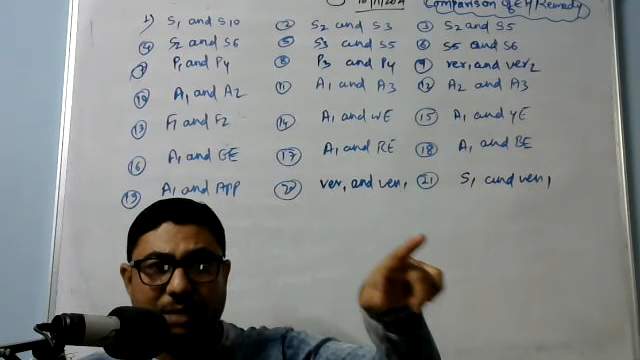 10/11/2024 Comparison of EH Remedy
1) S1 and S10 ② S2 and S3 ③ S2 and S5
④ S2 and S6 ⑤ S3 and S5 ⑥ S5 and S6
⑦ P1 and P4 ⑧ P3 and P4 ⑨ ver1 and ver2
⑩ A1 and A2 ⑪ A1 and A3 ⑫ A2 and A3
⑬ F1 and F2 ⑭ A1 and WE ⑮ A1 and YE
⑯ A1 and GE ⑰ A1 and RE ⑱ A1 and BE
⑲ A1 and APP ⑳ ver1 and ven1 ㉑ S1 and ven1